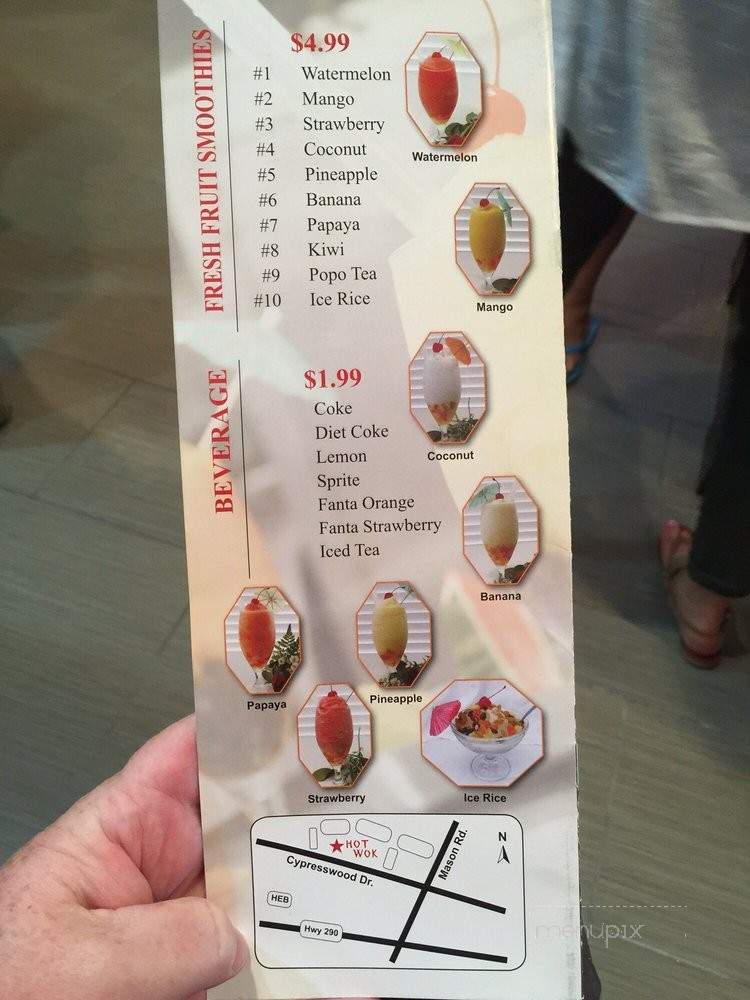 FRESH FRUIT SMOOTHIES
$4.99
#1 Watermelon
#2 Mango
#3 Strawberry
#4 Coconut
#5 Pineapple
#6 Banana
#7 Papaya
#8 Kiwi
#9 Popo Tea
#10 Ice Rice
Watermelon
Mango
BEVERAGE
$1.99
Coke
Diet Coke
Lemon
Sprite
Fanta Orange
Fanta Strawberry
Iced Tea
Coconut
Banana
Papaya
Pineapple
Strawberry
Ice Rice
HOT
WOK
Cypresswood Dr.
Mason Rd.
N
HEB
Hwy 290
menupix